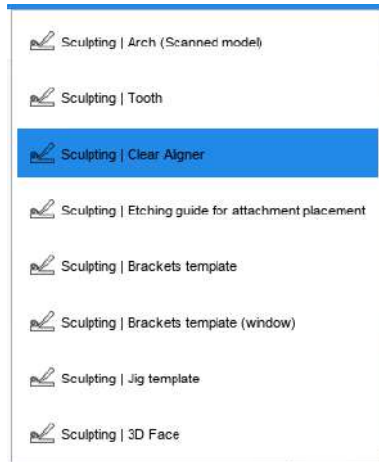 Sculpting | Arch (Scanned model)
Sculpting | Tooth
Sculpting | Clear Aligner
Sculpting | Etching guide for attachment placement
Sculpting | Brackets template
Sculpting | Brackets template (window)
Sculpting | Jig template
Sculpting | 3D Face